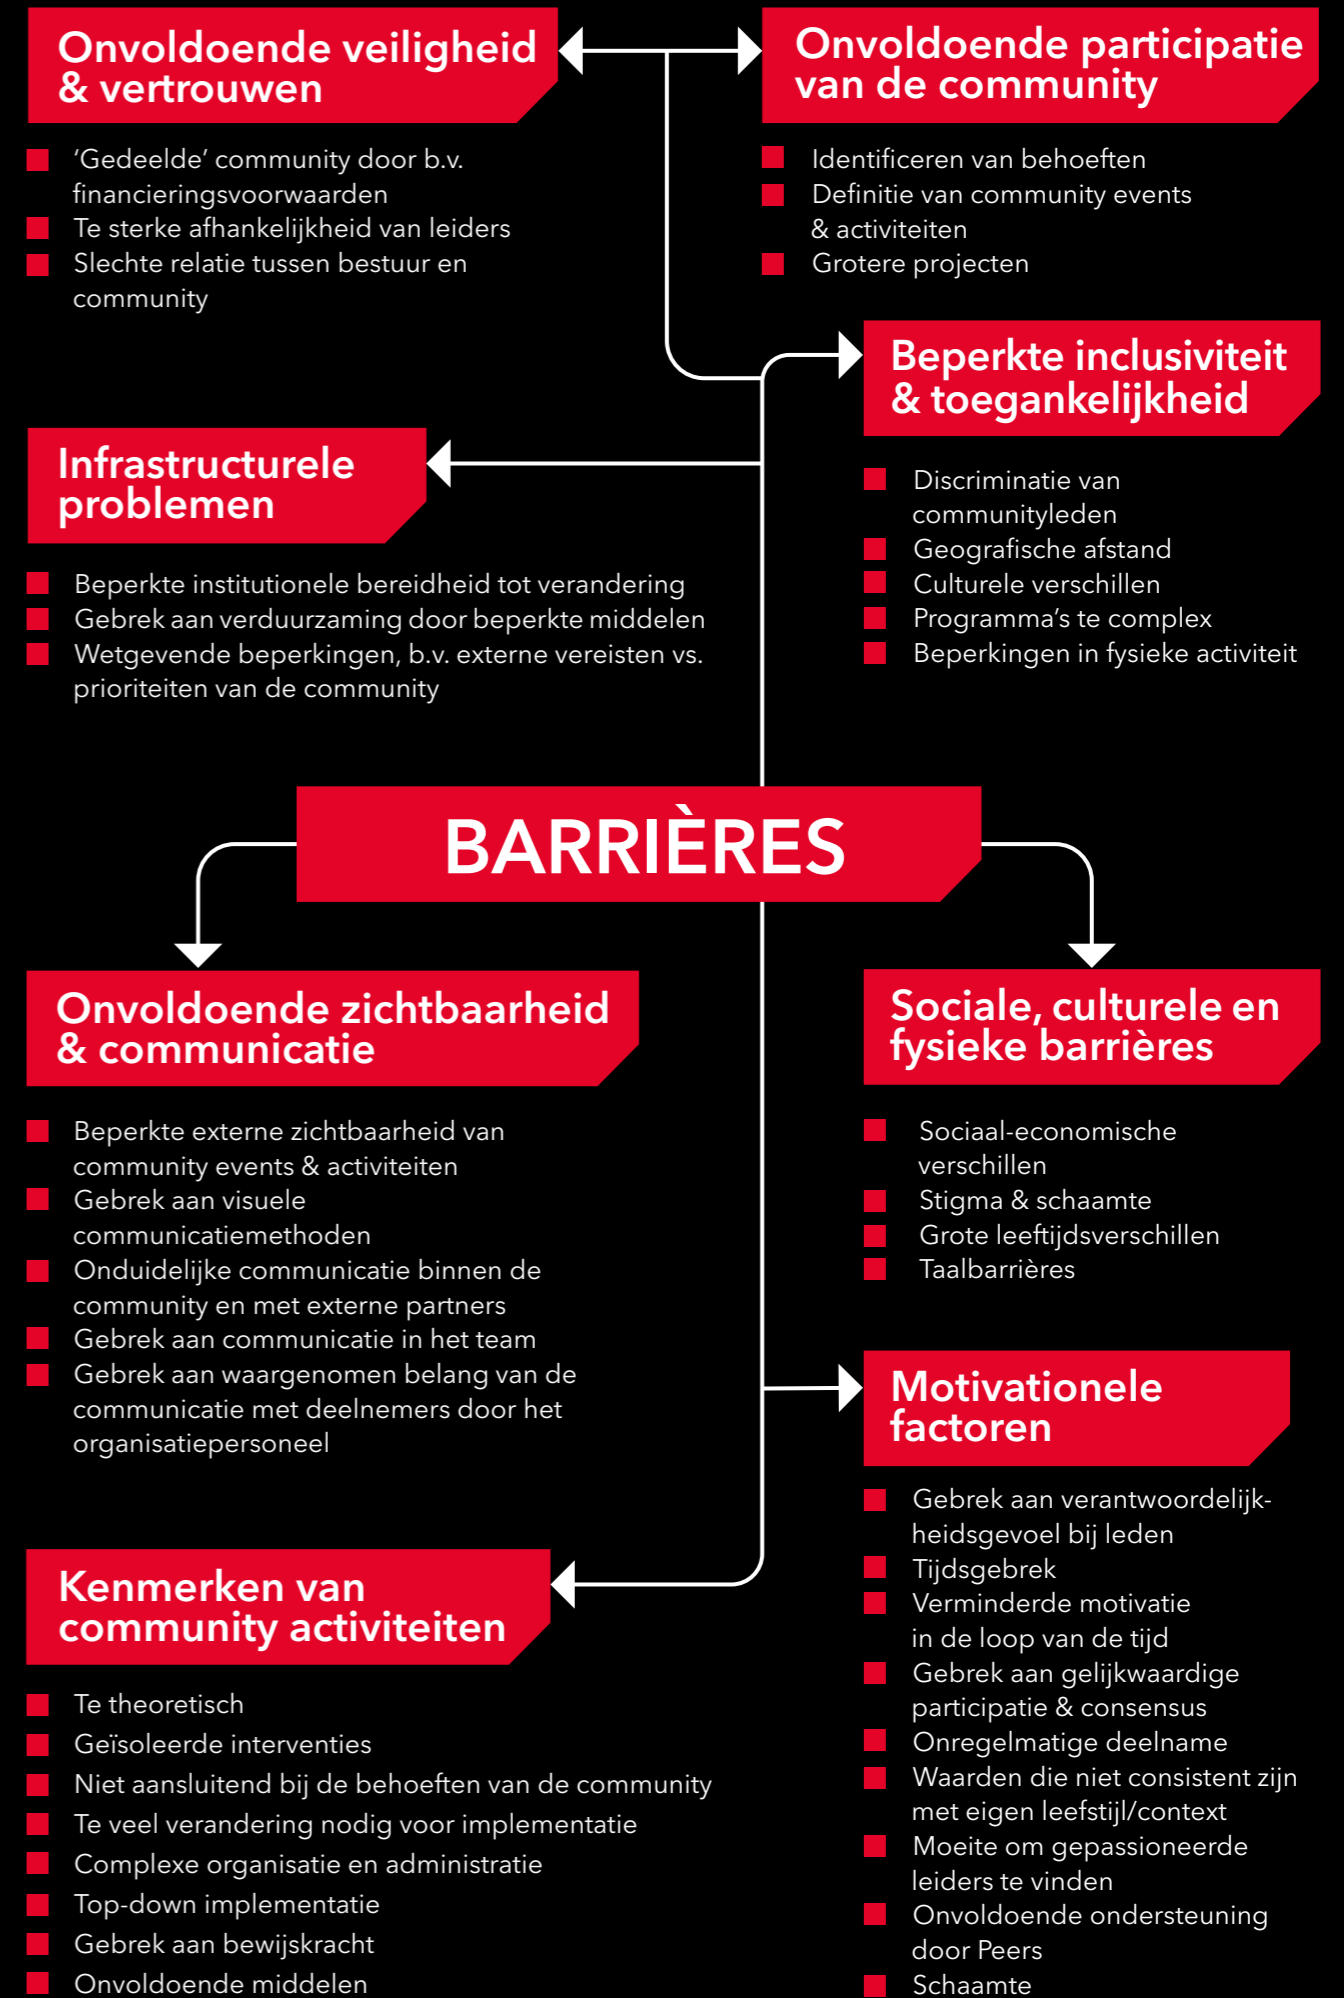 Onvoldoende veiligheid
& vertrouwen
‘Gedeelde’ community door b.v.
financieringsvoorwaarden
Te sterke afhankelijkheid van leiders
Slechte relatie tussen bestuur en
community
Onvoldoende participatie
van de community
Identificeren van behoeften
Definitie van community events
& activiteiten
Grotere projecten
Beperkte inclusiviteit
& toegankelijkheid
Discriminatie van
communityleden
Geografische afstand
Culturele verschillen
Programma’s te complex
Beperkingen in fysieke activiteit
Infrastructurele
problemen
Beperkte institutionele bereidheid tot verandering
Gebrek aan verduurzaming door beperkte middelen
Wetgevende beperkingen, b.v. externe vereisten vs.
prioriteiten van de community
BARRIÈRES
Onvoldoende zichtbaarheid
& communicatie
Beperkte externe zichtbaarheid van
community events & activiteiten
Gebrek aan visuele
communicatiemethoden
Onduidelijke communicatie binnen de
community en met externe partners
Gebrek aan communicatie in het team
Gebrek aan waargenomen belang van de
communicatie met deelnemers door het
organisatiepersoneel
Sociale, culturele en
fysieke barrières
Sociaal-economische
verschillen
Stigma & schaamte
Grote leeftijdsverschillen
Taalbarrières
Motivationele
factoren
Gebrek aan verantwoordelijk-
heidsgevoel bij leden
Tijdsgebrek
Verminderde motivatie
in de loop van de tijd
Gebrek aan gelijkwaardige
participatie & consensus
Onregelmatige deelname
Waarden die niet consistent zijn
met eigen leefstijl/context
Moeite om gepassioneerde
leiders te vinden
Onvoldoende ondersteuning
door Peers
Schaamte
Kenmerken van
community activiteiten
Te theoretisch
Geïsoleerde interventies
Niet aansluitend bij de behoeften van de community
Te veel verandering nodig voor implementatie
Complexe organisatie en administratie
Top-down implementatie
Gebrek aan bewijskracht
Onvoldoende middelen